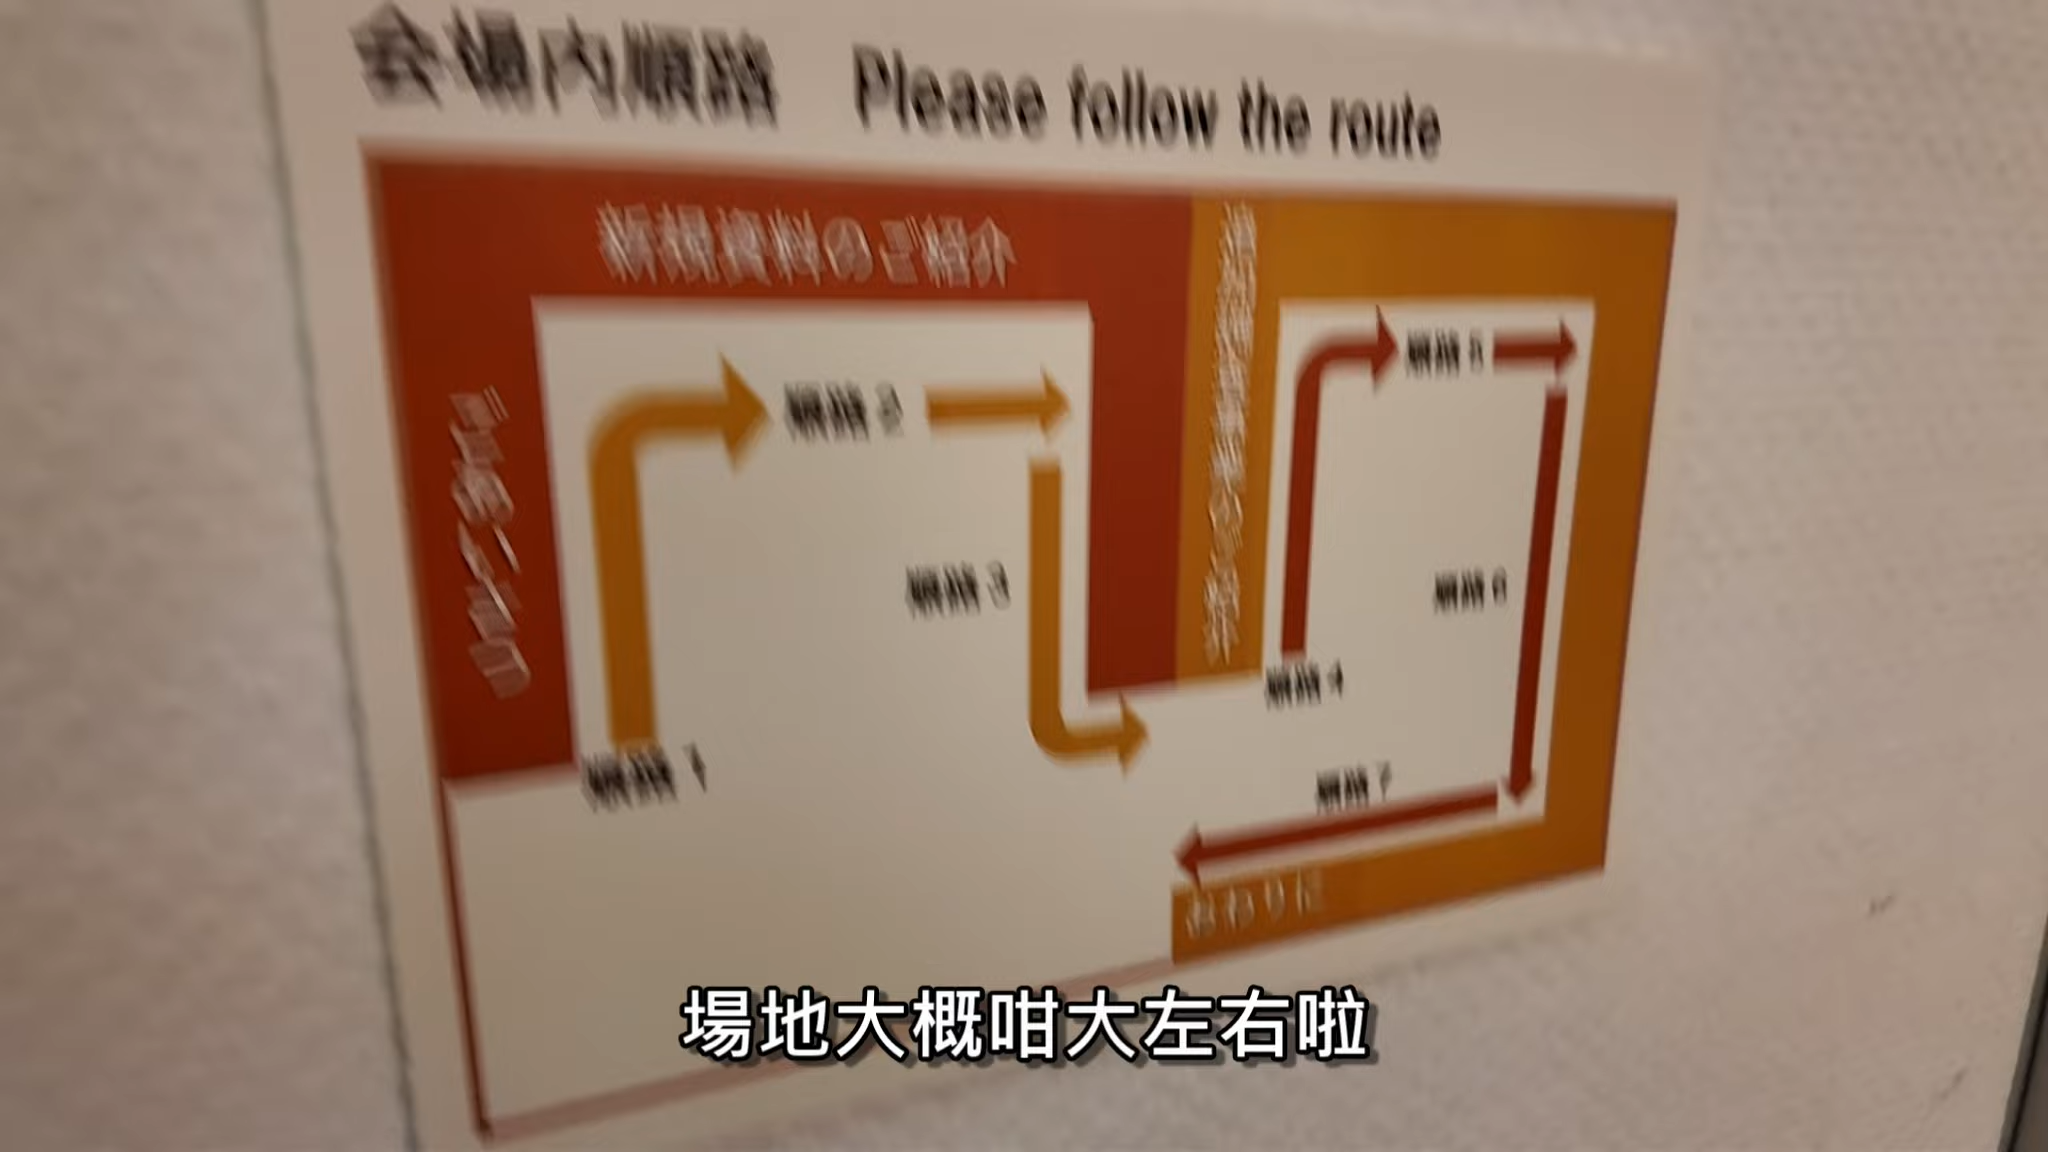 会場内順路 Please follow the route
新規資料のご紹介
順路 2
順路 5
順路 3
順路 6
順路 4
順路 1
順路 7
おわりに
場地大概咁大左右啦